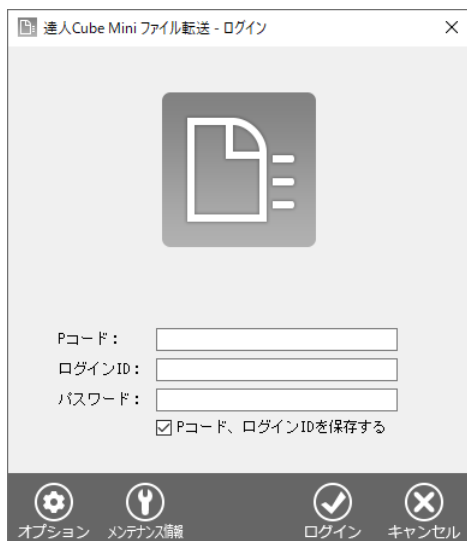 達人Cube Mini ファイル転送 - ログイン
Pコード：
ログインID：
パスワード：
Pコード、ログインIDを保存する
オプション メンテナンス情報 ログイン キャンセル